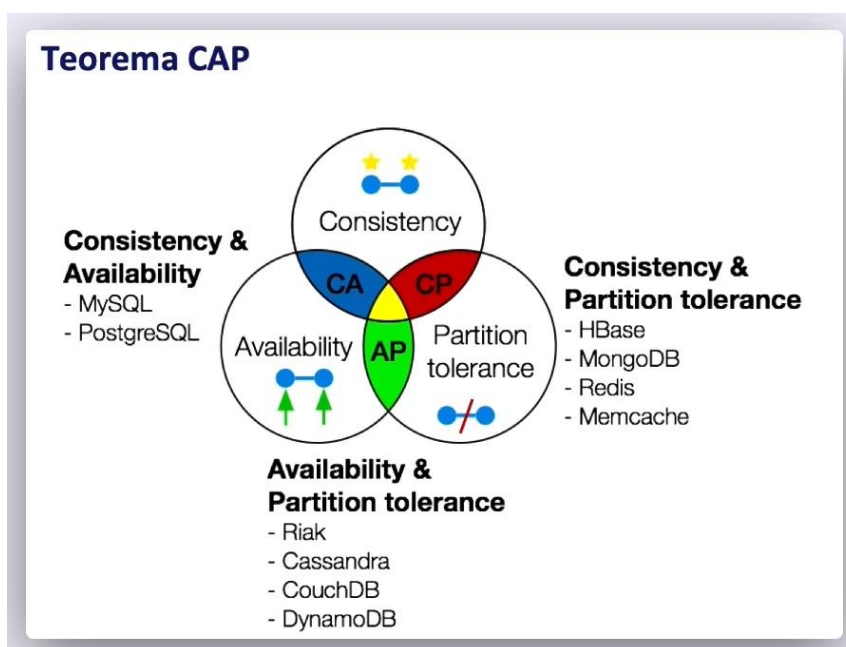 Teorema CAP
Consistency
Consistency &
Availability
- MySQL
- PostgreSQL
CA
CP
Consistency &
Partition tolerance
- HBase
- MongoDB
- Redis
- Memcache
Availability
AP
Partition
tolerance
Availability &
Partition tolerance
- Riak
- Cassandra
- CouchDB
- DynamoDB